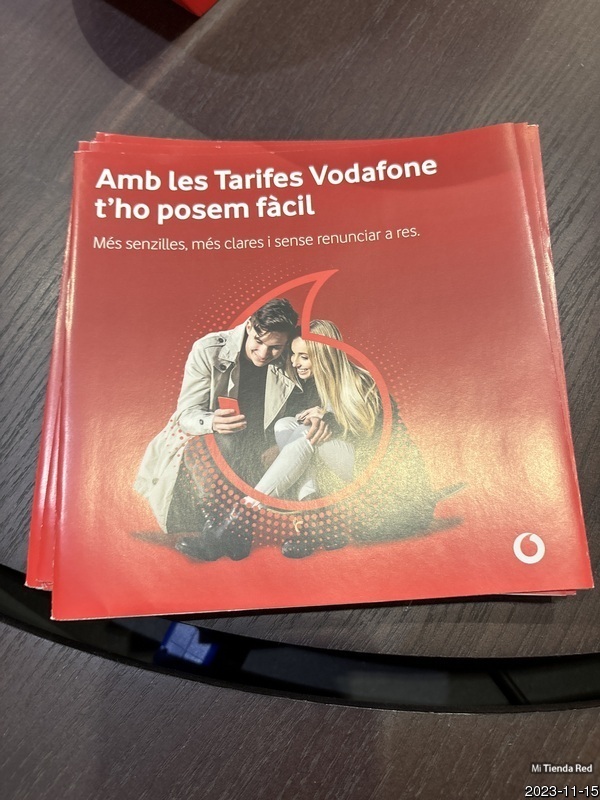 Amb les Tarifes Vodafone
t'ho posem fàcil
Més senzilles, més clares i sense renunciar a res.
Mi Tienda Red
2023-11-15